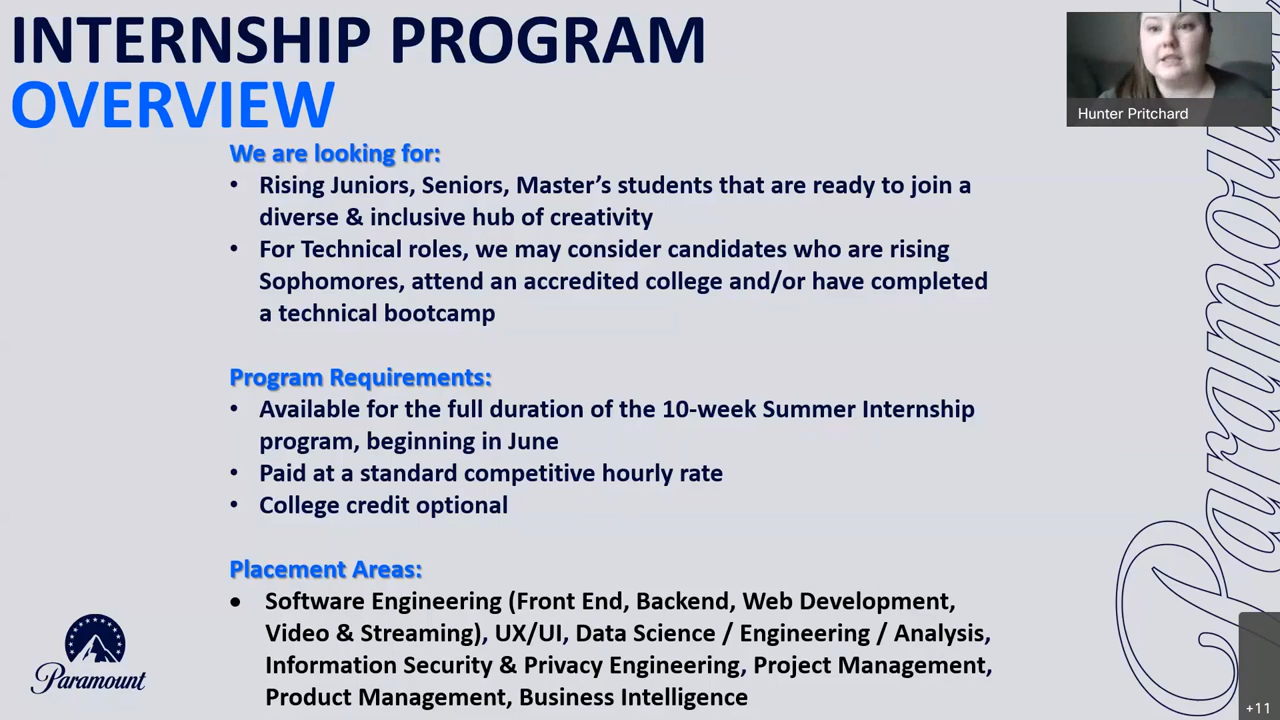 INTERNSHIP PROGRAM
OVERVIEW
Hunter Pritchard
We are looking for:
• Rising Juniors, Seniors, Master’s students that are ready to join a
diverse & inclusive hub of creativity
• For Technical roles, we may consider candidates who are rising
Sophomores, attend an accredited college and/or have completed
a technical bootcamp
Program Requirements:
• Available for the full duration of the 10-week Summer Internship
program, beginning in June
• Paid at a standard competitive hourly rate
• College credit optional
Placement Areas:
• Software Engineering (Front End, Backend, Web Development,
Video & Streaming), UX/UI, Data Science / Engineering / Analysis,
Information Security & Privacy Engineering, Project Management,
Product Management, Business Intelligence
Paramount
Paramount
+11